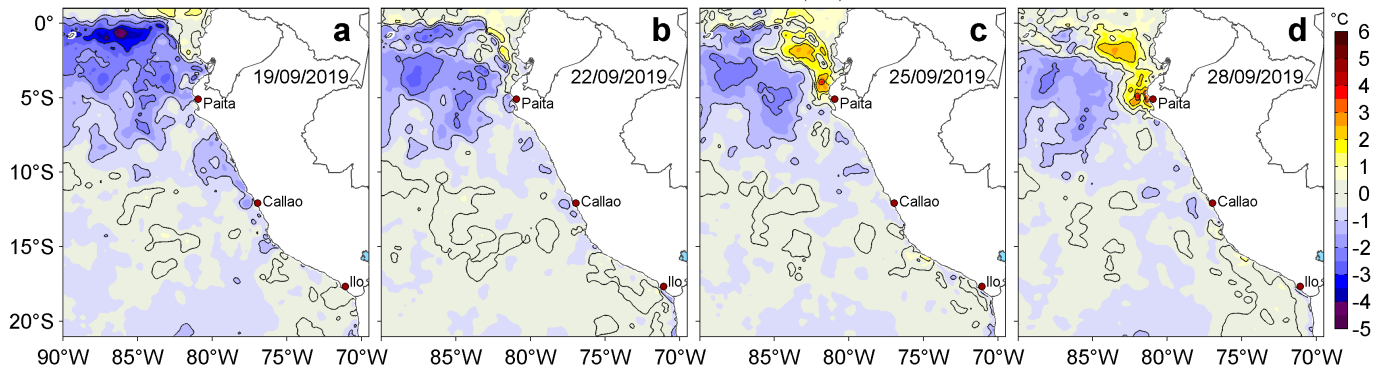 a b c d
°C
19/09/2019 22/09/2019 25/09/2019 28/09/2019
Paita Paita Paita Paita
Callao Callao Callao Callao
Ilo Ilo Ilo Ilo
0°
5°S
10°S
15°S
20°S
90°W 85°W 80°W 75°W 70°W 85°W 80°W 75°W 70°W 85°W 80°W 75°W 70°W 85°W 80°W 75°W 70°W
6
5
4
3
2
1
0
-1
-2
-3
-4
-5